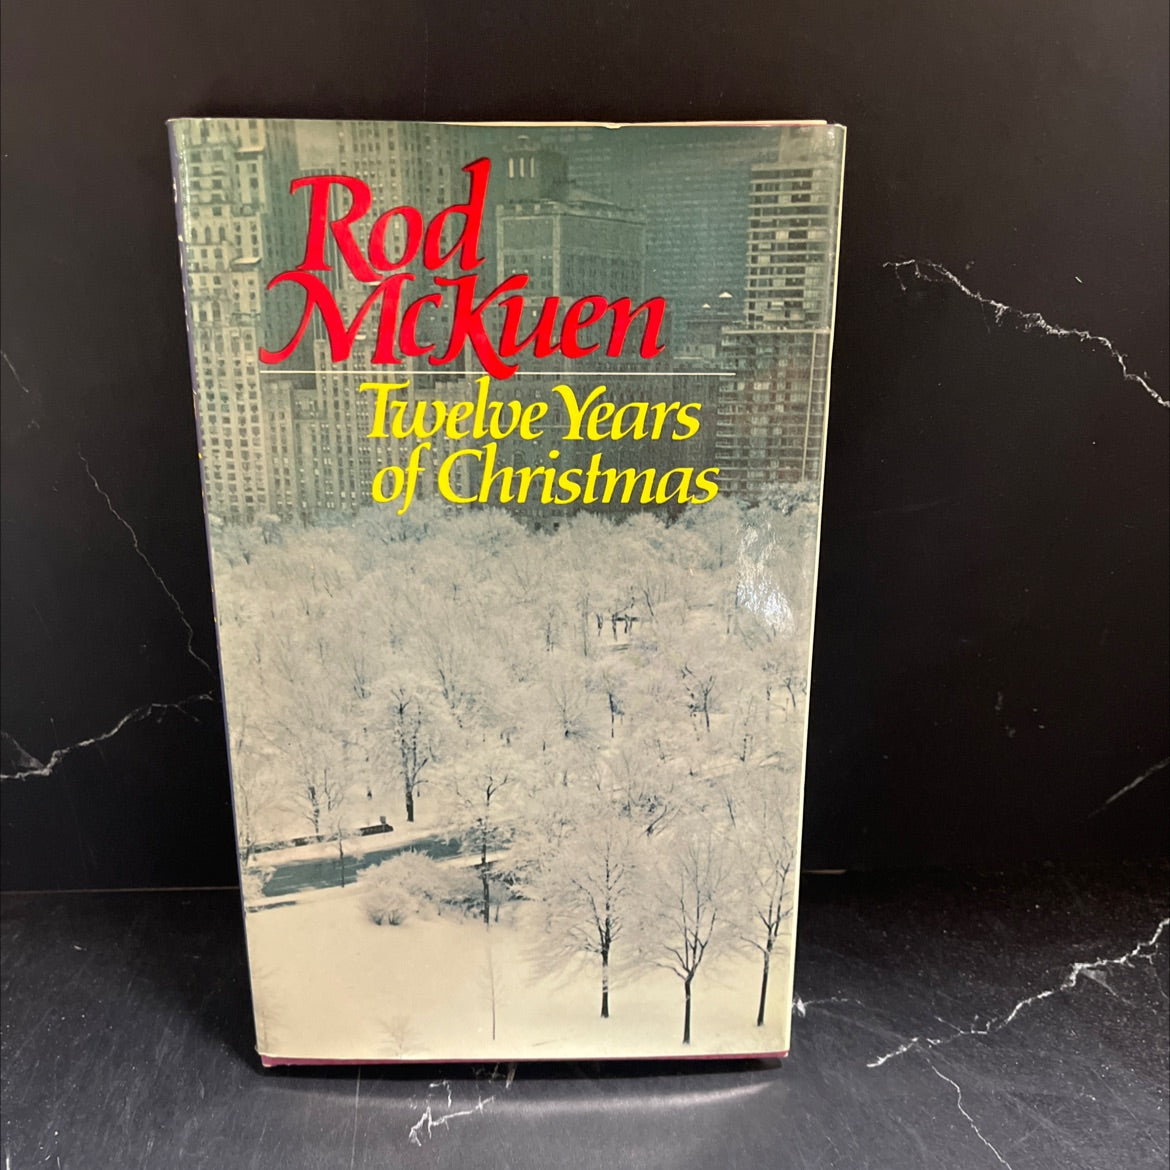 Rod
McKuen
Twelve Years
of Christmas